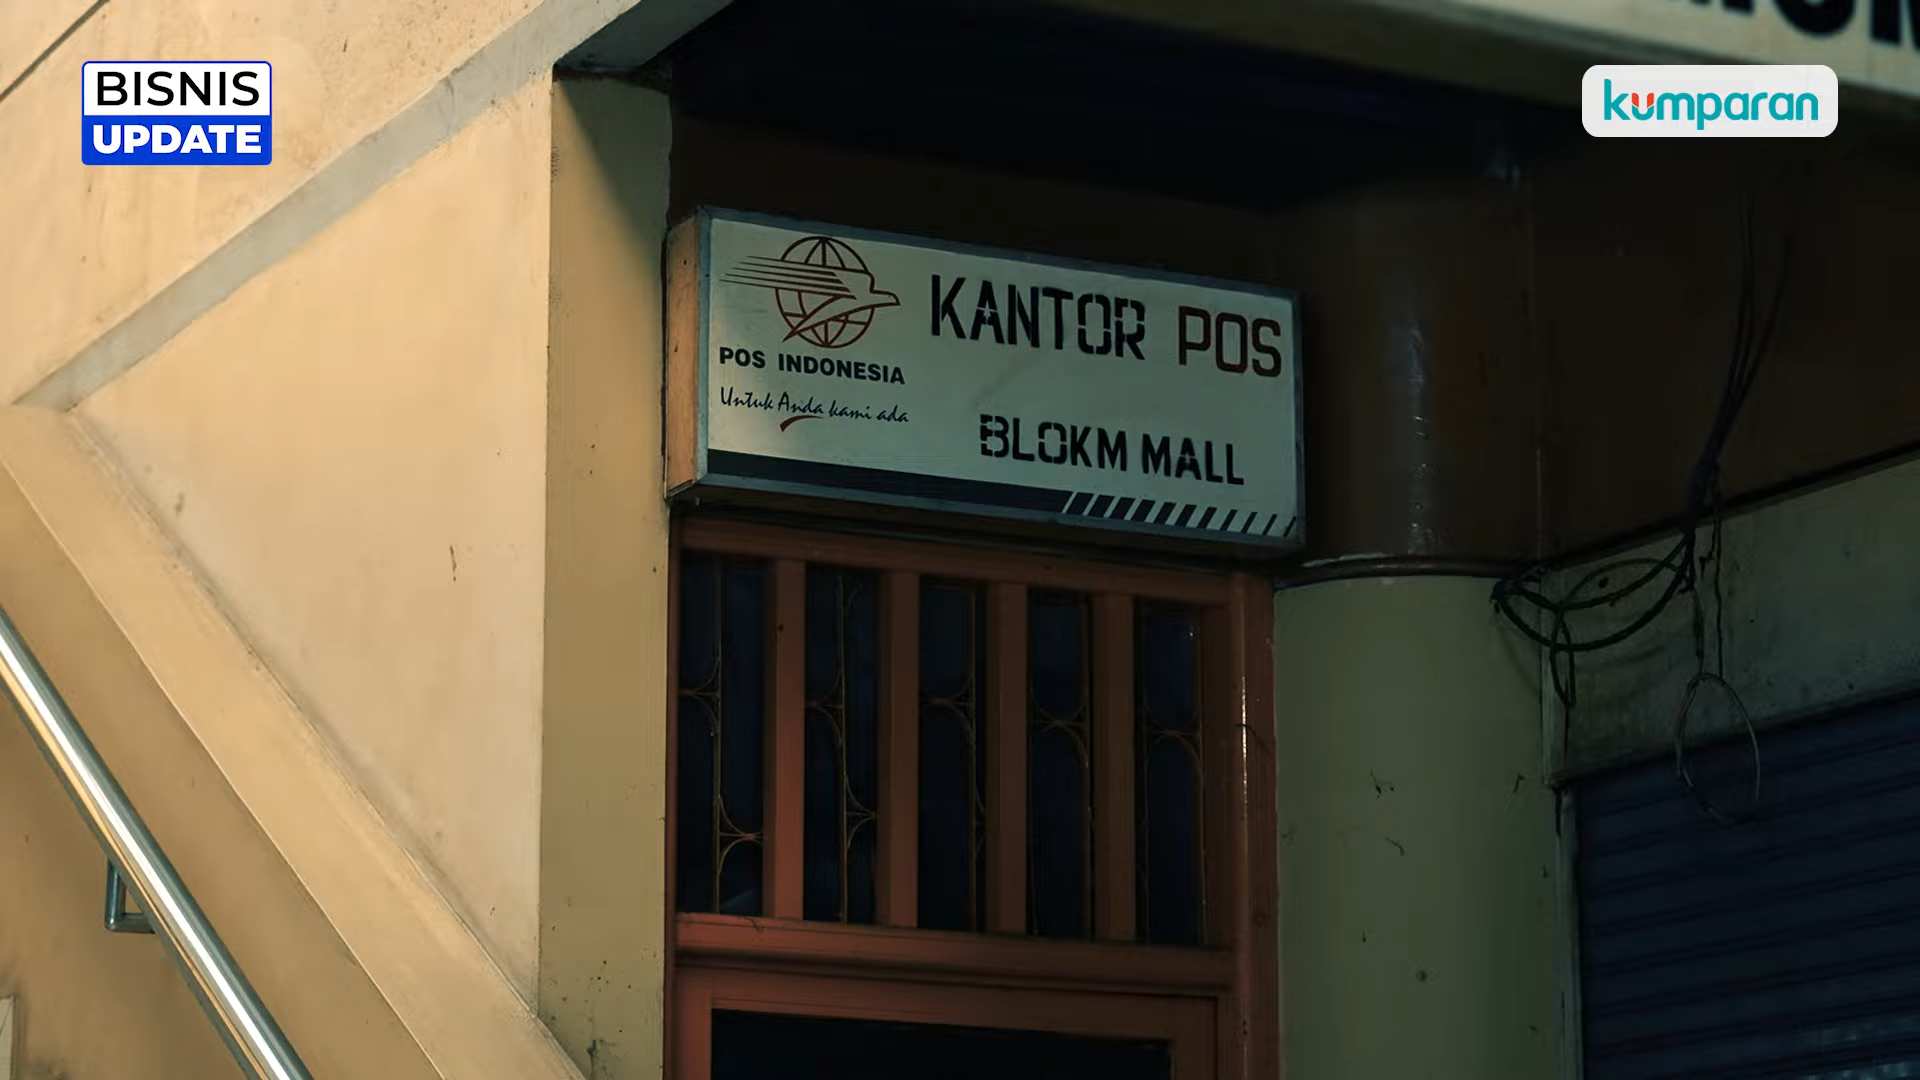 BISNIS
UPDATE
kumparan
KANTOR POS
POS INDONESIA
Untuk Anda kami ada
BLOKM MALL